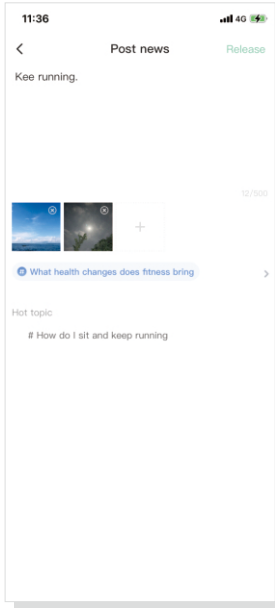 11:36
4G
Post news
Release
Kee running.
12/500
What health changes does fitness bring
Hot topic
# How do I sit and keep running